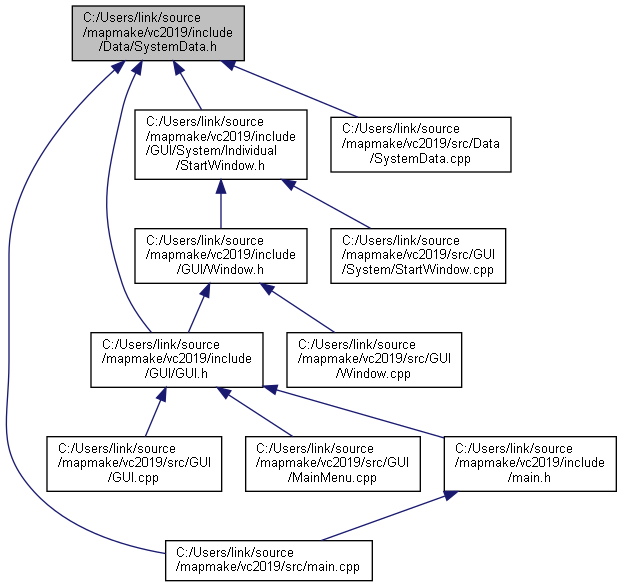 C:/Users/link/source
/mapmake/vc2019/include
/Data/SystemData.h
C:/Users/link/source
/mapmake/vc2019/include
/GUI/System/Individual
/StartWindow.h
C:/Users/link/source
/mapmake/vc2019/src/Data
/SystemData.cpp
C:/Users/link/source
/mapmake/vc2019/include
/GUI/Window.h
C:/Users/link/source
/mapmake/vc2019/src/GUI
/System/StartWindow.cpp
C:/Users/link/source
/mapmake/vc2019/include
/GUI/GUI.h
C:/Users/link/source
/mapmake/vc2019/src/GUI
/Window.cpp
C:/Users/link/source
/mapmake/vc2019/src/GUI
/GUI.cpp
C:/Users/link/source
/mapmake/vc2019/src/GUI
/MainMenu.cpp
C:/Users/link/source
/mapmake/vc2019/include
/main.h
C:/Users/link/source
/mapmake/vc2019/src/main.cpp